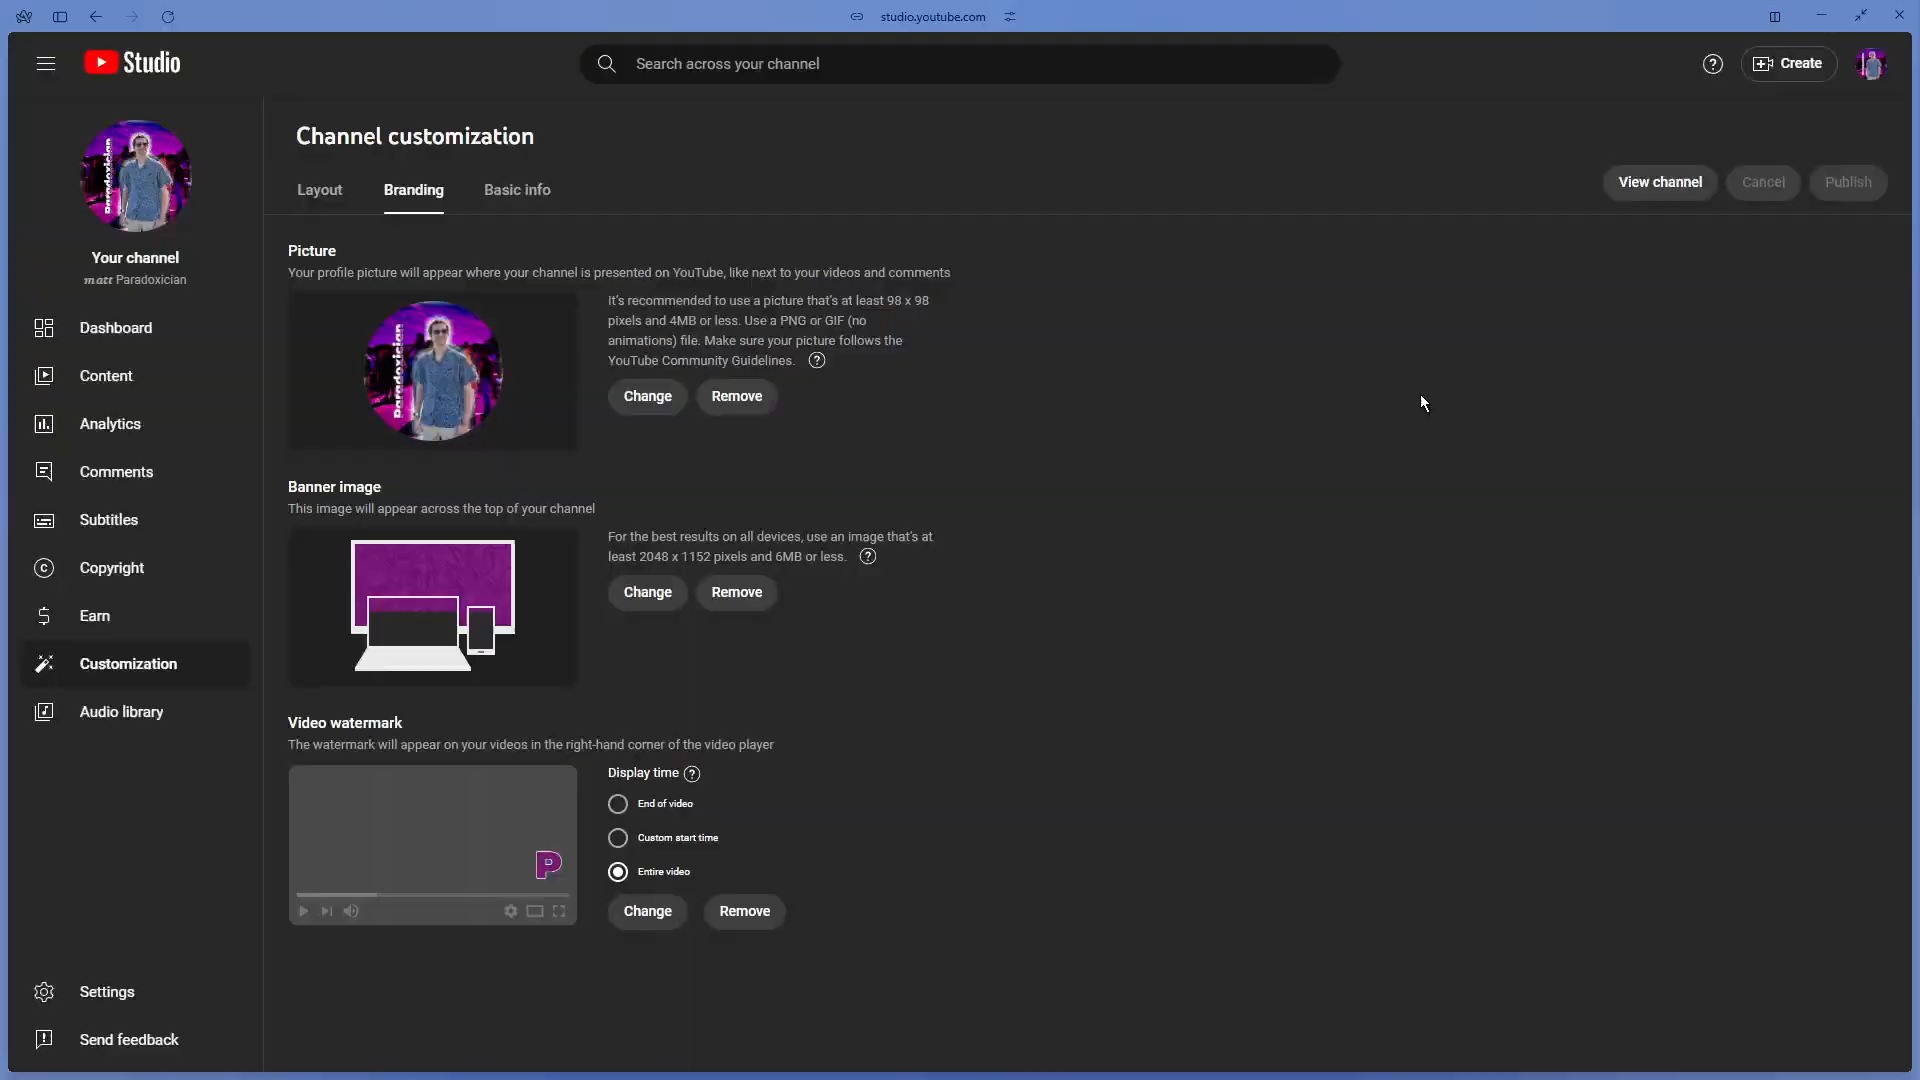 studio.youtube.com
Studio
Search across your channel
Create
Channel customization
Layout
Branding
Basic info
View channel
Cancel
Publish
Paradoxician
Your channel
matt Paradoxician
Dashboard
Content
Analytics
Comments
Subtitles
Copyright
Earn
Customization
Audio library
Settings
Send feedback
Picture
Your profile picture will appear where your channel is presented on YouTube, like next to your videos and comments
Paradoxician
It's recommended to use a picture that's at least 98 x 98
pixels and 4MB or less. Use a PNG or GIF (no
animations) file. Make sure your picture follows the
YouTube Community Guidelines.
Change
Remove
Banner image
This image will appear across the top of your channel
For the best results on all devices, use an image that's at
least 2048 x 1152 pixels and 6MB or less.
Change
Remove
Video watermark
The watermark will appear on your videos in the right-hand corner of the video player
P
Display time
End of video
Custom start time
Entire video
Change
Remove